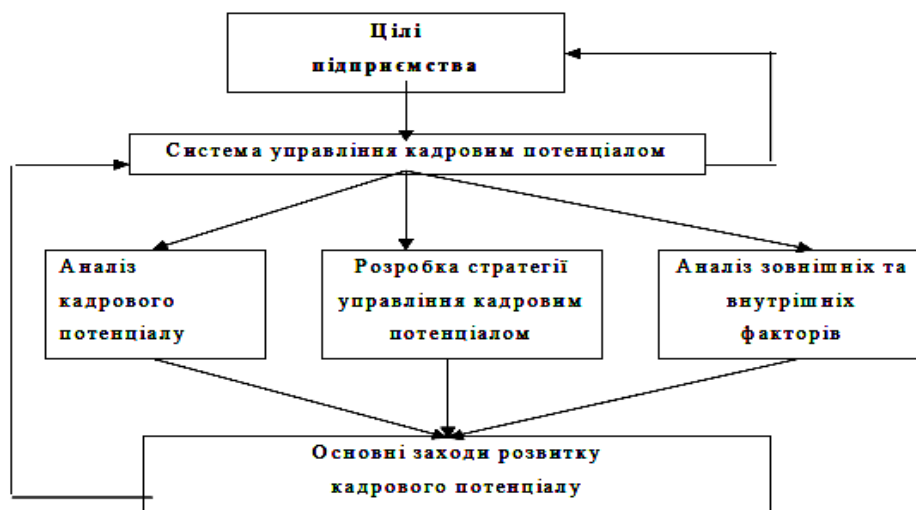 Цілі
підприємства
Система управління кадровим потенціалом
Аналіз
кадрового
потенціалу
Розробка стратегії
управління кадровим
потенціалом
Аналіз зовнішніх та
внутрішніх
факторів
Основні заходи розвитку
кадрового потенціалу